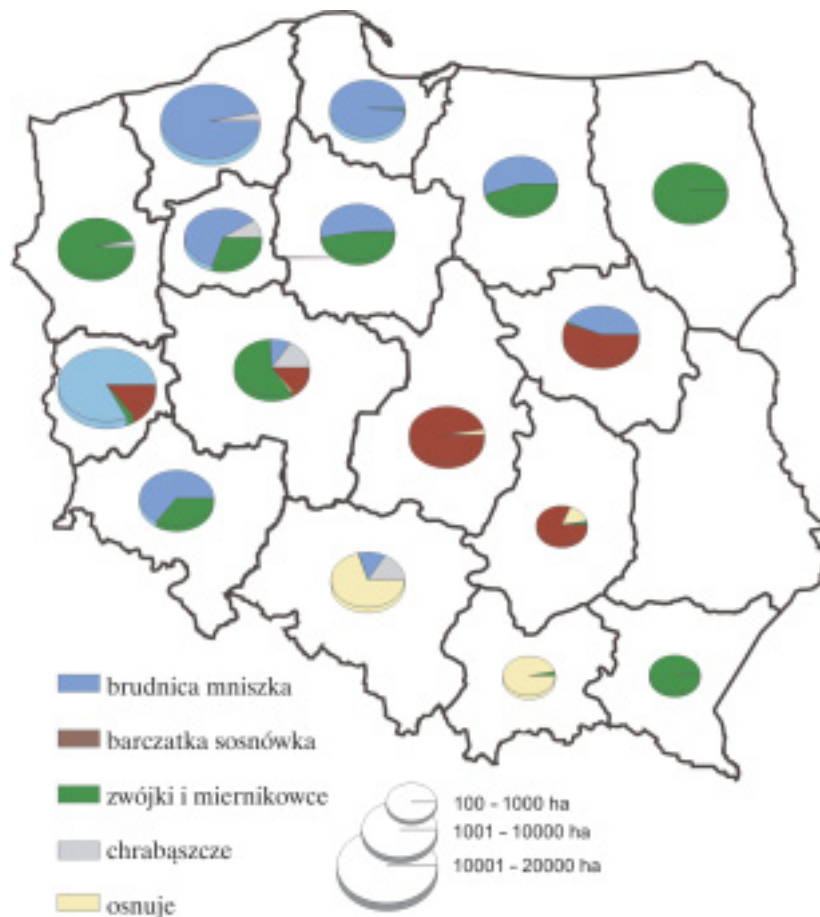 brudnica mniszka
barczatka sosnówka
zwójki i miernikowce
chrabąszcze
osnuje
100 - 1000 ha
1001 - 10000 ha
10001 - 20000 ha